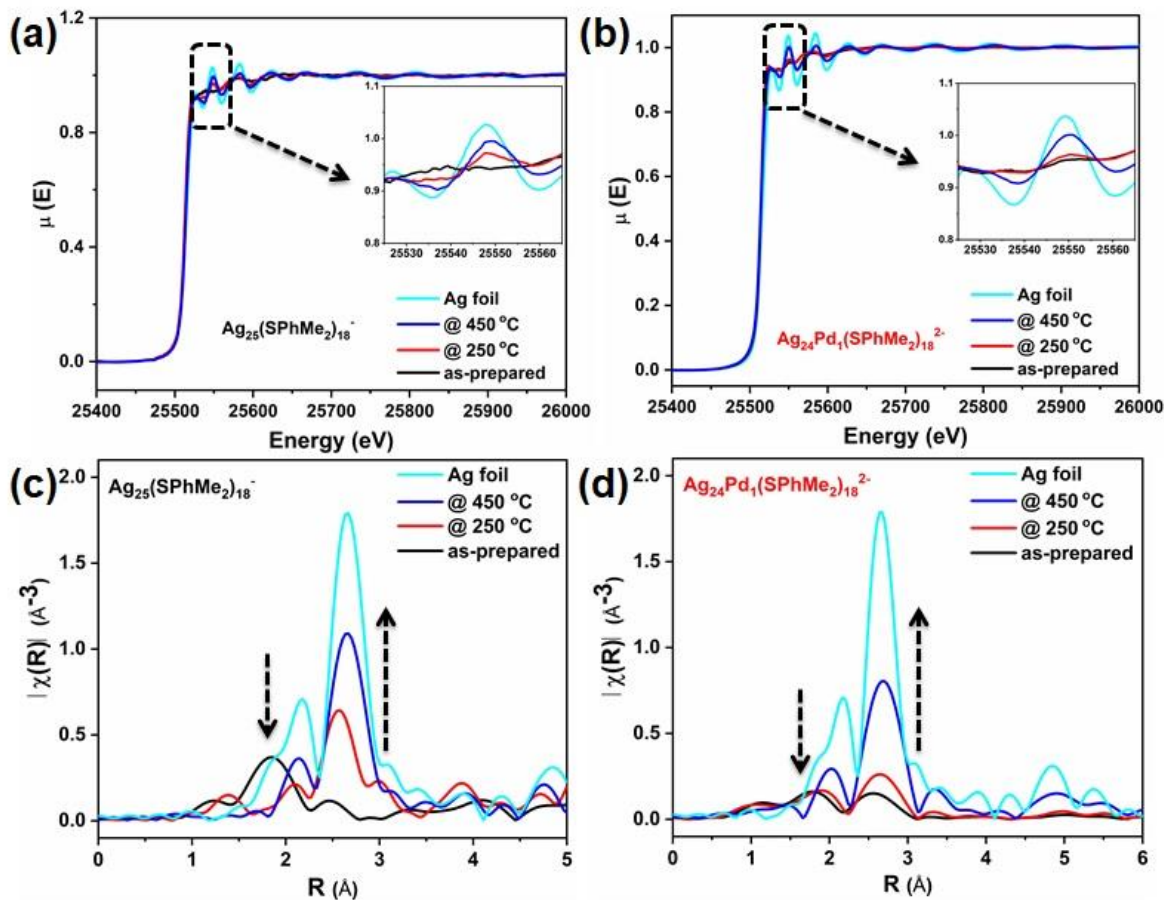 (a)
1.2
1.0
0.8
0.4
0.0
μ (E)
1.1
1.0
0.9
0.8
25530 25540 25550 25560
Ag foil
@ 450 °C
@ 250 °C
as-prepared
Ag₂₅(SPhMe₂)₁₈⁻
25400 25500 25600 25700 25800 25900 26000
Energy (eV)
(b)
1.0
0.8
0.6
0.4
0.2
0.0
μ (E)
1.1
1.0
0.9
0.8
25530 25540 25550 25560
Ag foil
@ 450 °C
@ 250 °C
as-prepared
Ag₂₄Pd₁(SPhMe₂)₁₈²⁻
25400 25500 25600 25700 25800 25900 26000
Energy (eV)
(c)
Ag₂₅(SPhMe₂)₁₈⁻
Ag foil
@ 450 °C
@ 250 °C
as-prepared
2.0
1.5
1.0
0.5
0.0
| χ(R)| (Å⁻³)
0 1 2 3 4 5
R (Å)
(d)
Ag₂₄Pd₁(SPhMe₂)₁₈²⁻
Ag foil
@ 450 °C
@ 250 °C
as-prepared
2.0
1.5
1.0
0.5
0.0
| χ(R)| (Å⁻³)
0 1 2 3 4 5 6
R (Å)